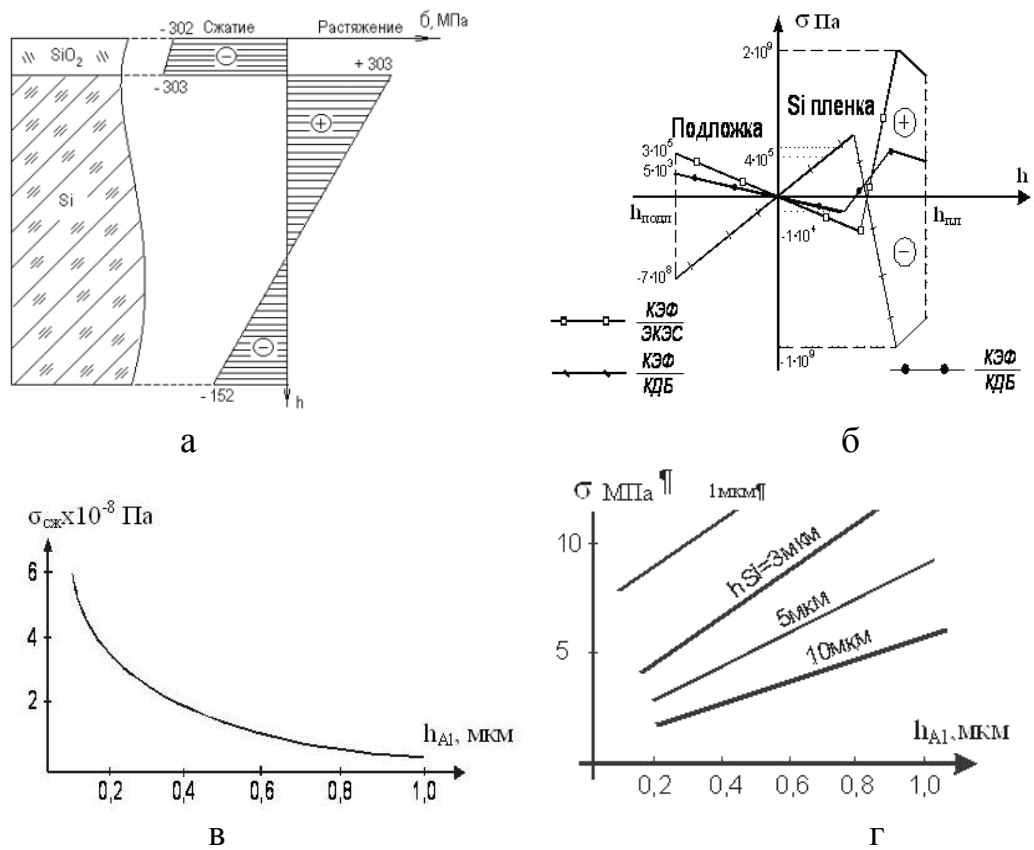 - 302 Сжатие Растяжение б, МПа
SiO2
+ 303
-303
Si
- 152
h
а
σ Па
2·10⁹
Si пленка
Подложка
3·10⁵
5·10³
4·10⁵
h
hподл
hпл
-1·10⁴
-7·10⁸
-1·10⁹
КЭФ
ЭКЭС
КЭФ
КДБ
КЭФ
КДБ
б
σсжx10⁻⁸ Па
6
4
2
hAl, мкм
0,2 0,4 0,6 0,8 1,0
в
σ МПа ¶ 1мкм¶
10
hSi=3мкм
5мкм
5
10мкм
hAl, мкм
0,2 0,4 0,6 0,8 1,0
г